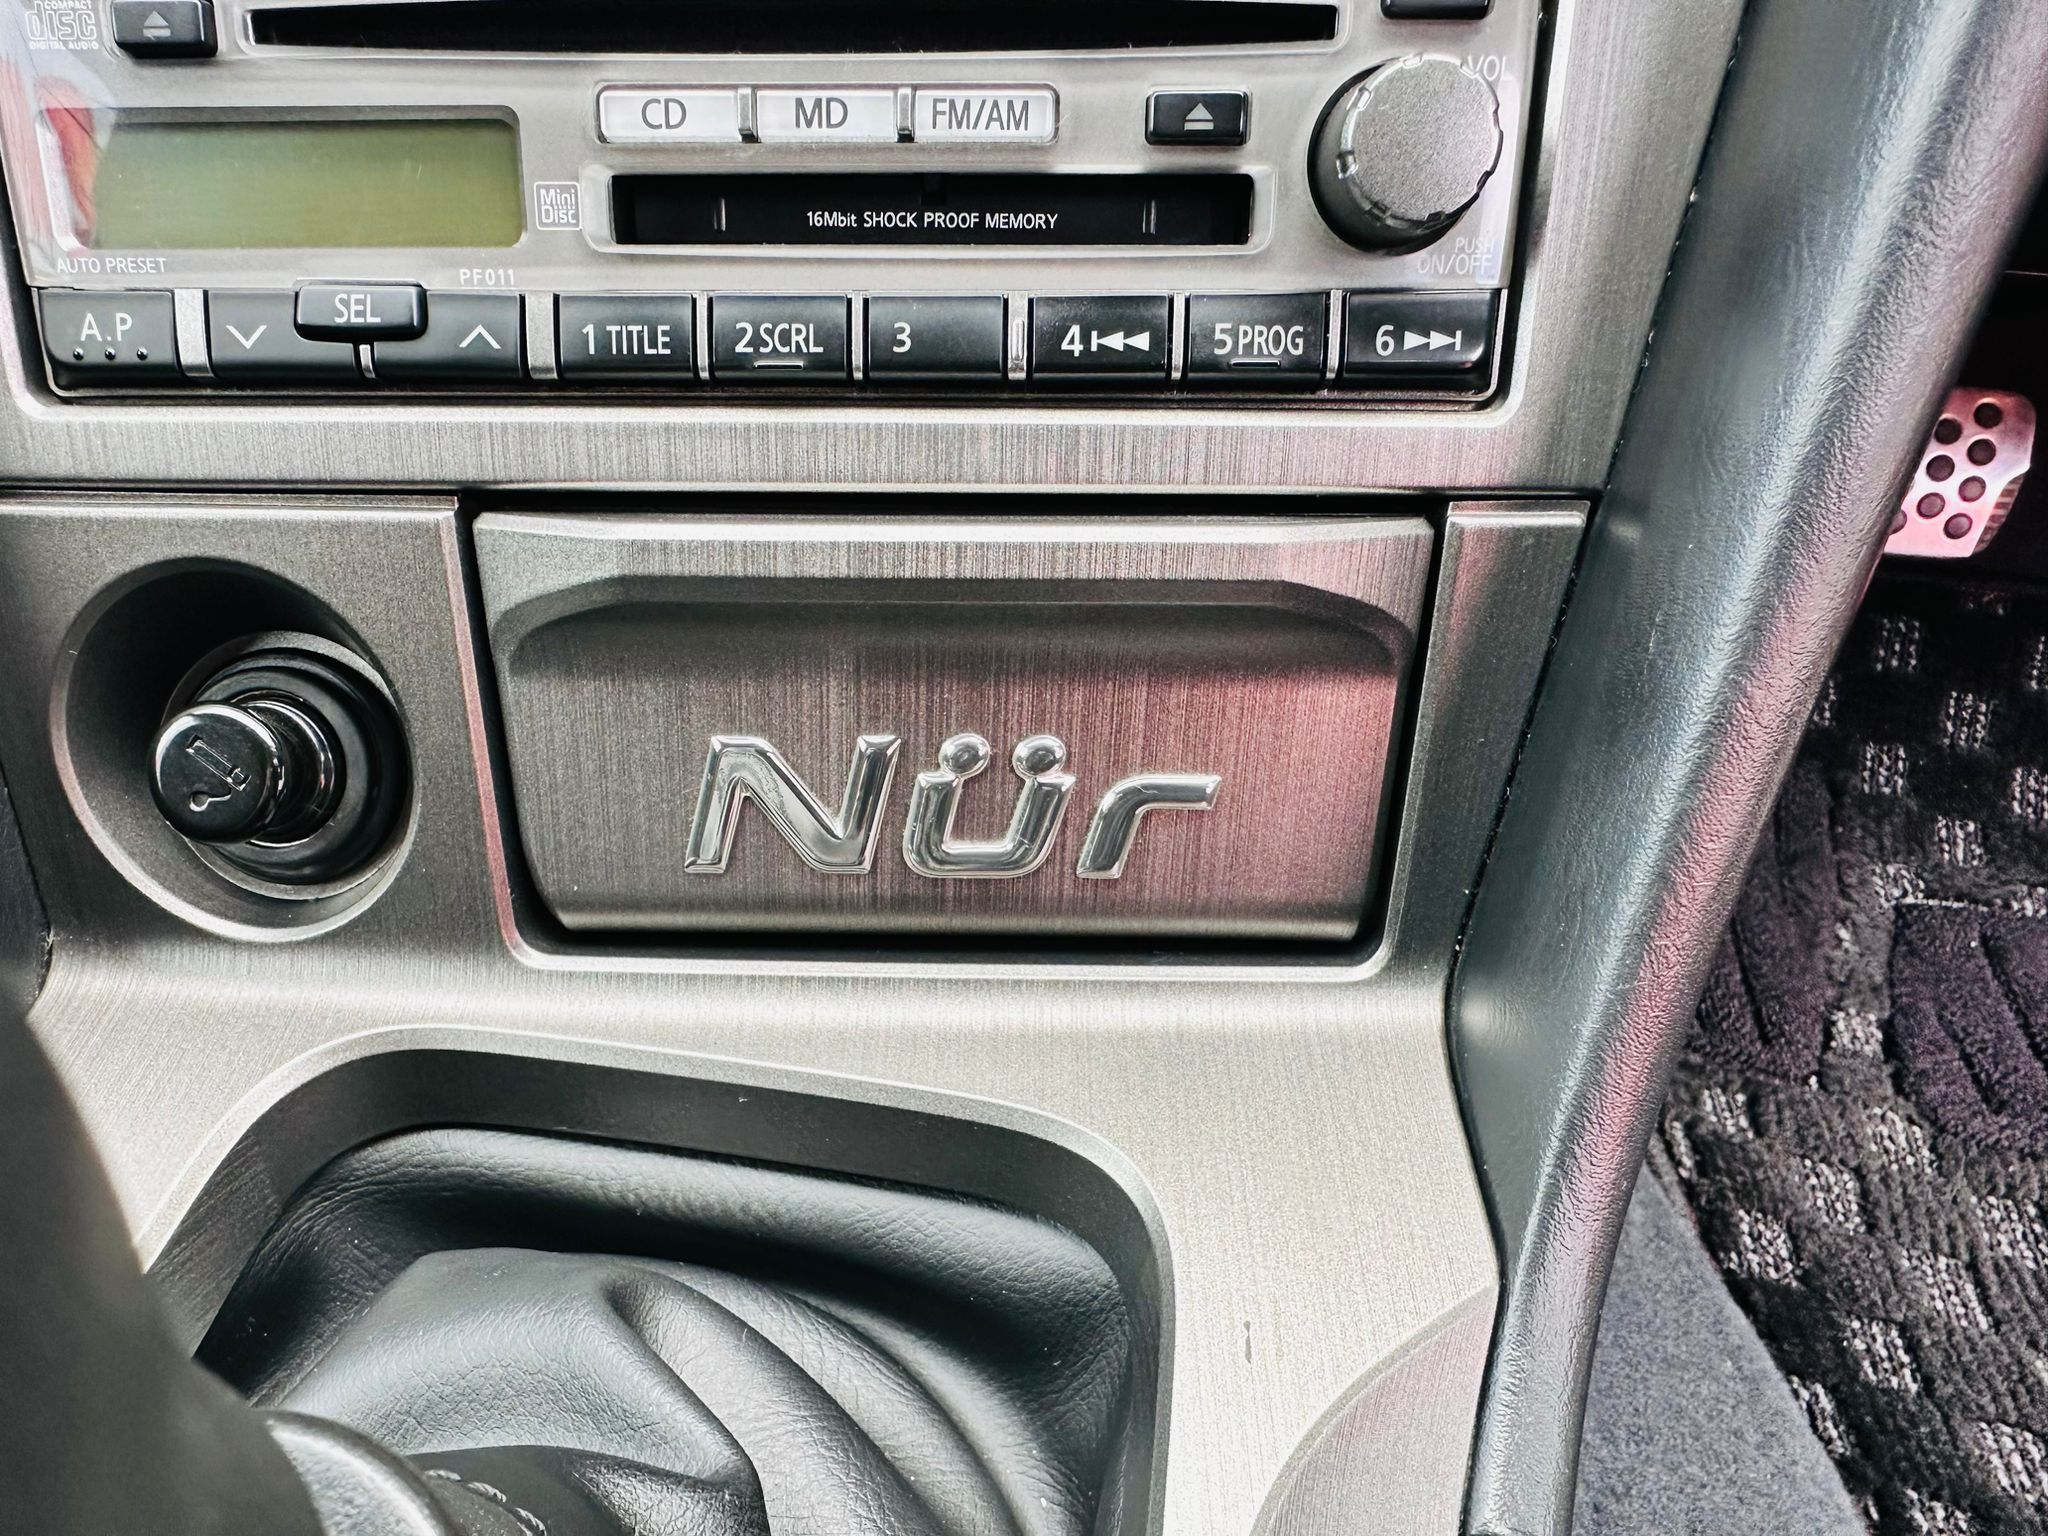 COMPACT
disc
DIGITAL AUDIO
VOL
CD MD FM/AM
Mini
Disc
16Mbit SHOCK PROOF MEMORY
PUSH
ON/OFF
AUTO PRESET
PF011
A.P
SEL
1 TITLE 2 SCRL 3 4 5 PROG 6
Nür